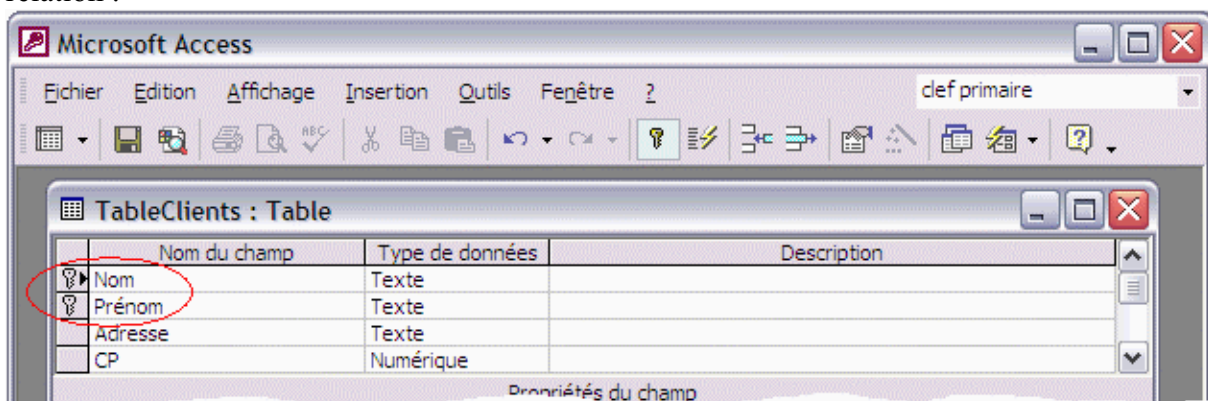 relation :
Microsoft Access
Fichier Edition Affichage Insertion Outils Fenêtre ? clef primaire
TableClients : Table
Nom du champ Type de données Description
Nom Texte
Prénom Texte
Adresse Texte
CP Numérique
Propriétés du champ